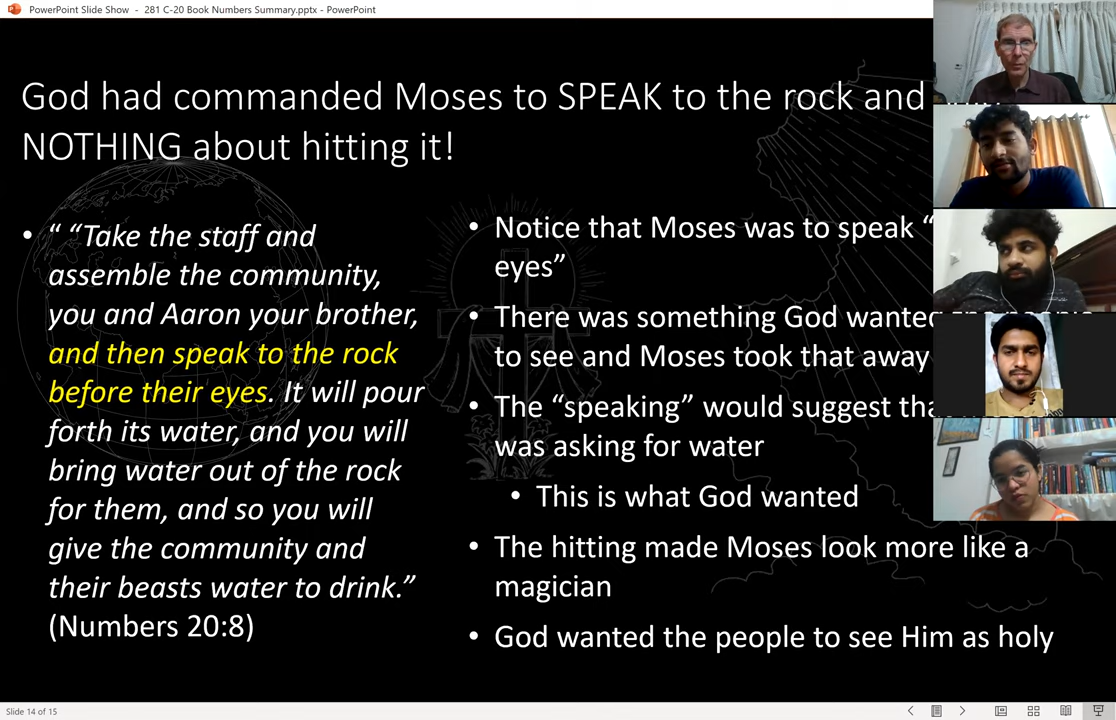 PowerPoint Slide Show - 281 C-20 Book Numbers Summary.pptx - PowerPoint
God had commanded Moses to SPEAK to the rock and
NOTHING about hitting it!
• “ “Take the staff and
assemble the community,
you and Aaron your brother,
and then speak to the rock
before their eyes. It will pour
forth its water, and you will
bring water out of the rock
for them, and so you will
give the community and
their beasts water to drink.”
(Numbers 20:8)
• Notice that Moses was to speak “
eyes”
• There was something God wanted
to see and Moses took that away
• The “speaking” would suggest
was asking for water
• This is what God wanted
• The hitting made Moses look more like a
magician
• God wanted the people to see Him as holy
Slide 14 of 15